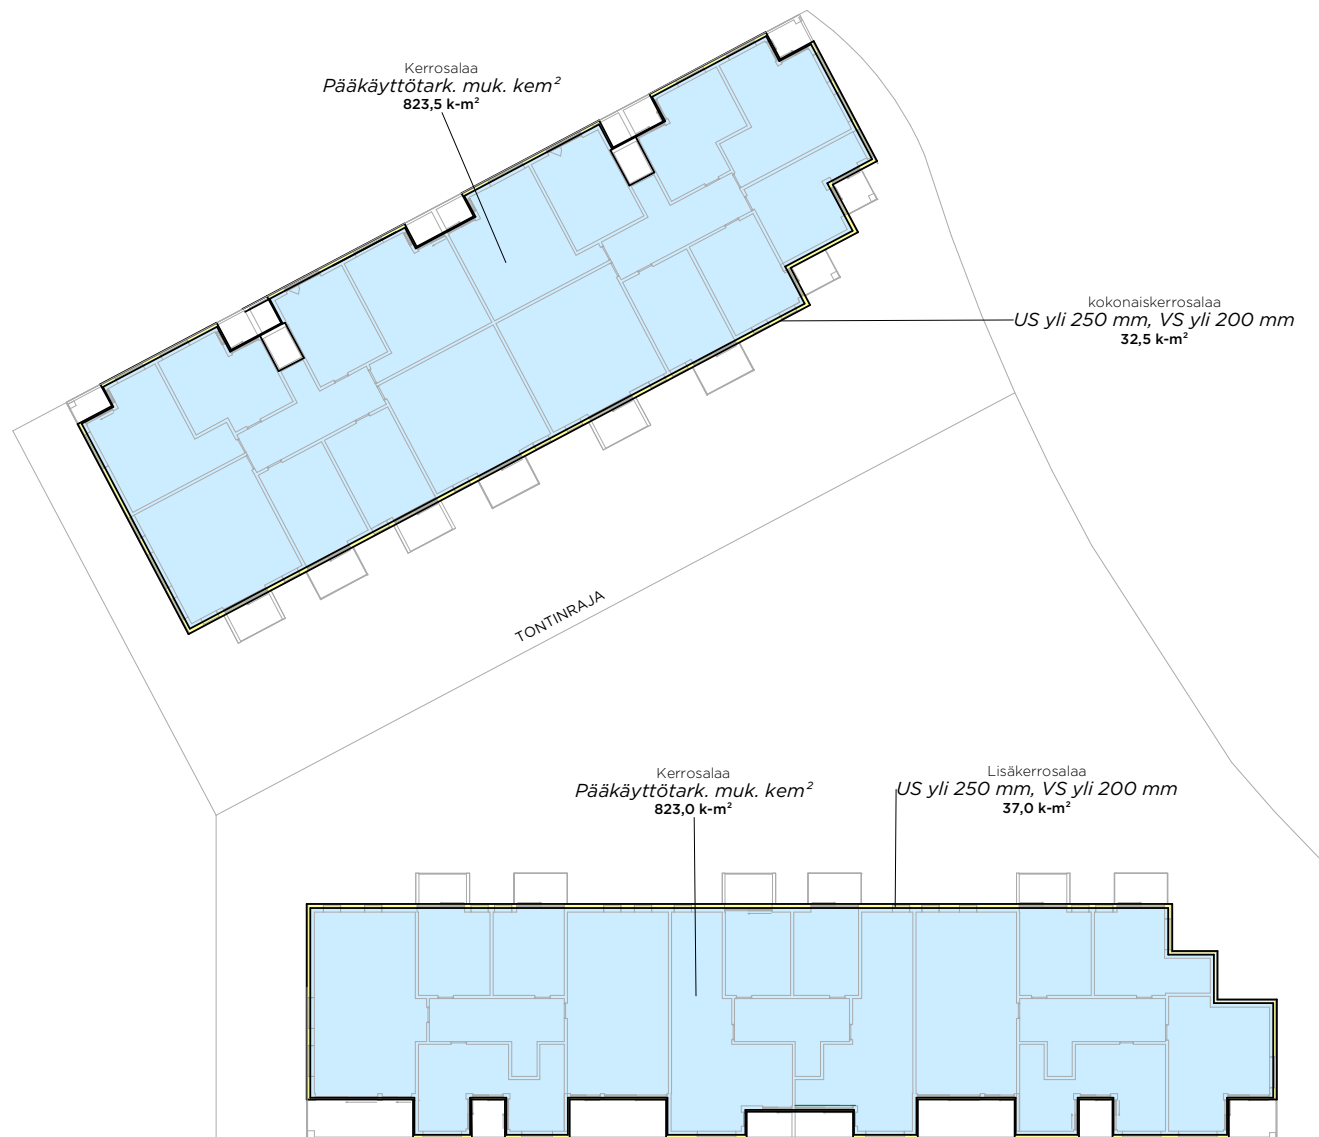 Kerrosalaa
Pääkäyttötark. muk. kem²
823,5 k-m²
kokonaiskerrosalaa
US yli 250 mm, VS yli 200 mm
32,5 k-m²
TONTINRAJA
Kerrosalaa
Pääkäyttötark. muk. kem²
823,0 k-m²
Lisäkerrosalaa
US yli 250 mm, VS yli 200 mm
37,0 k-m²